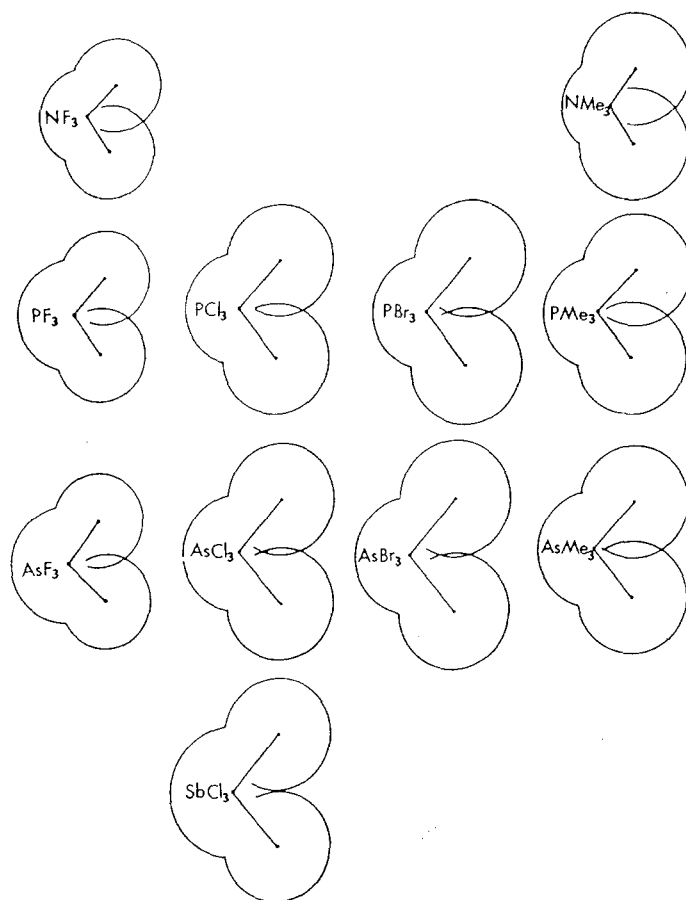 NF₃
NMe₃
PF₃
PCl₃
PBr₃
PMe₃
AsF₃
AsCl₃
AsBr₃
AsMe₃
SbCl₃